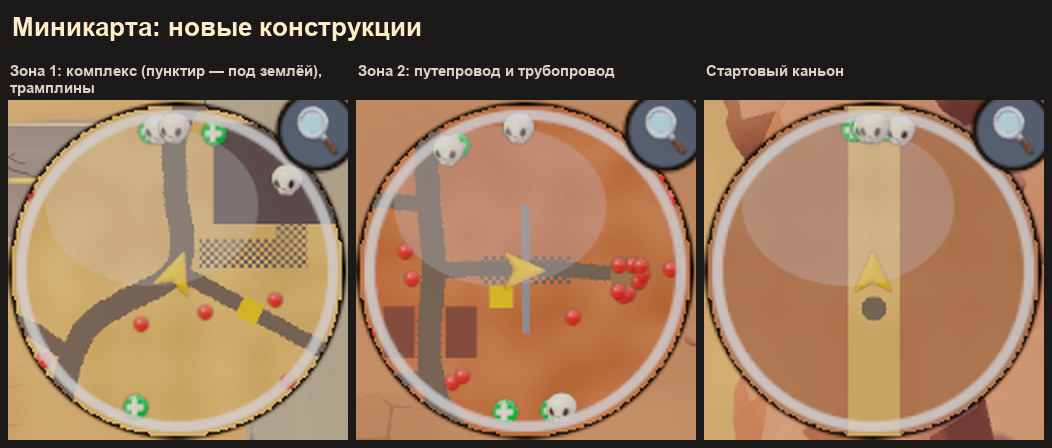 Миникарта: новые конструкции
Зона 1: комплекс (пунктир — под землёй),
трамплины
Зона 2: путепровод и трубопровод
Стартовый каньон